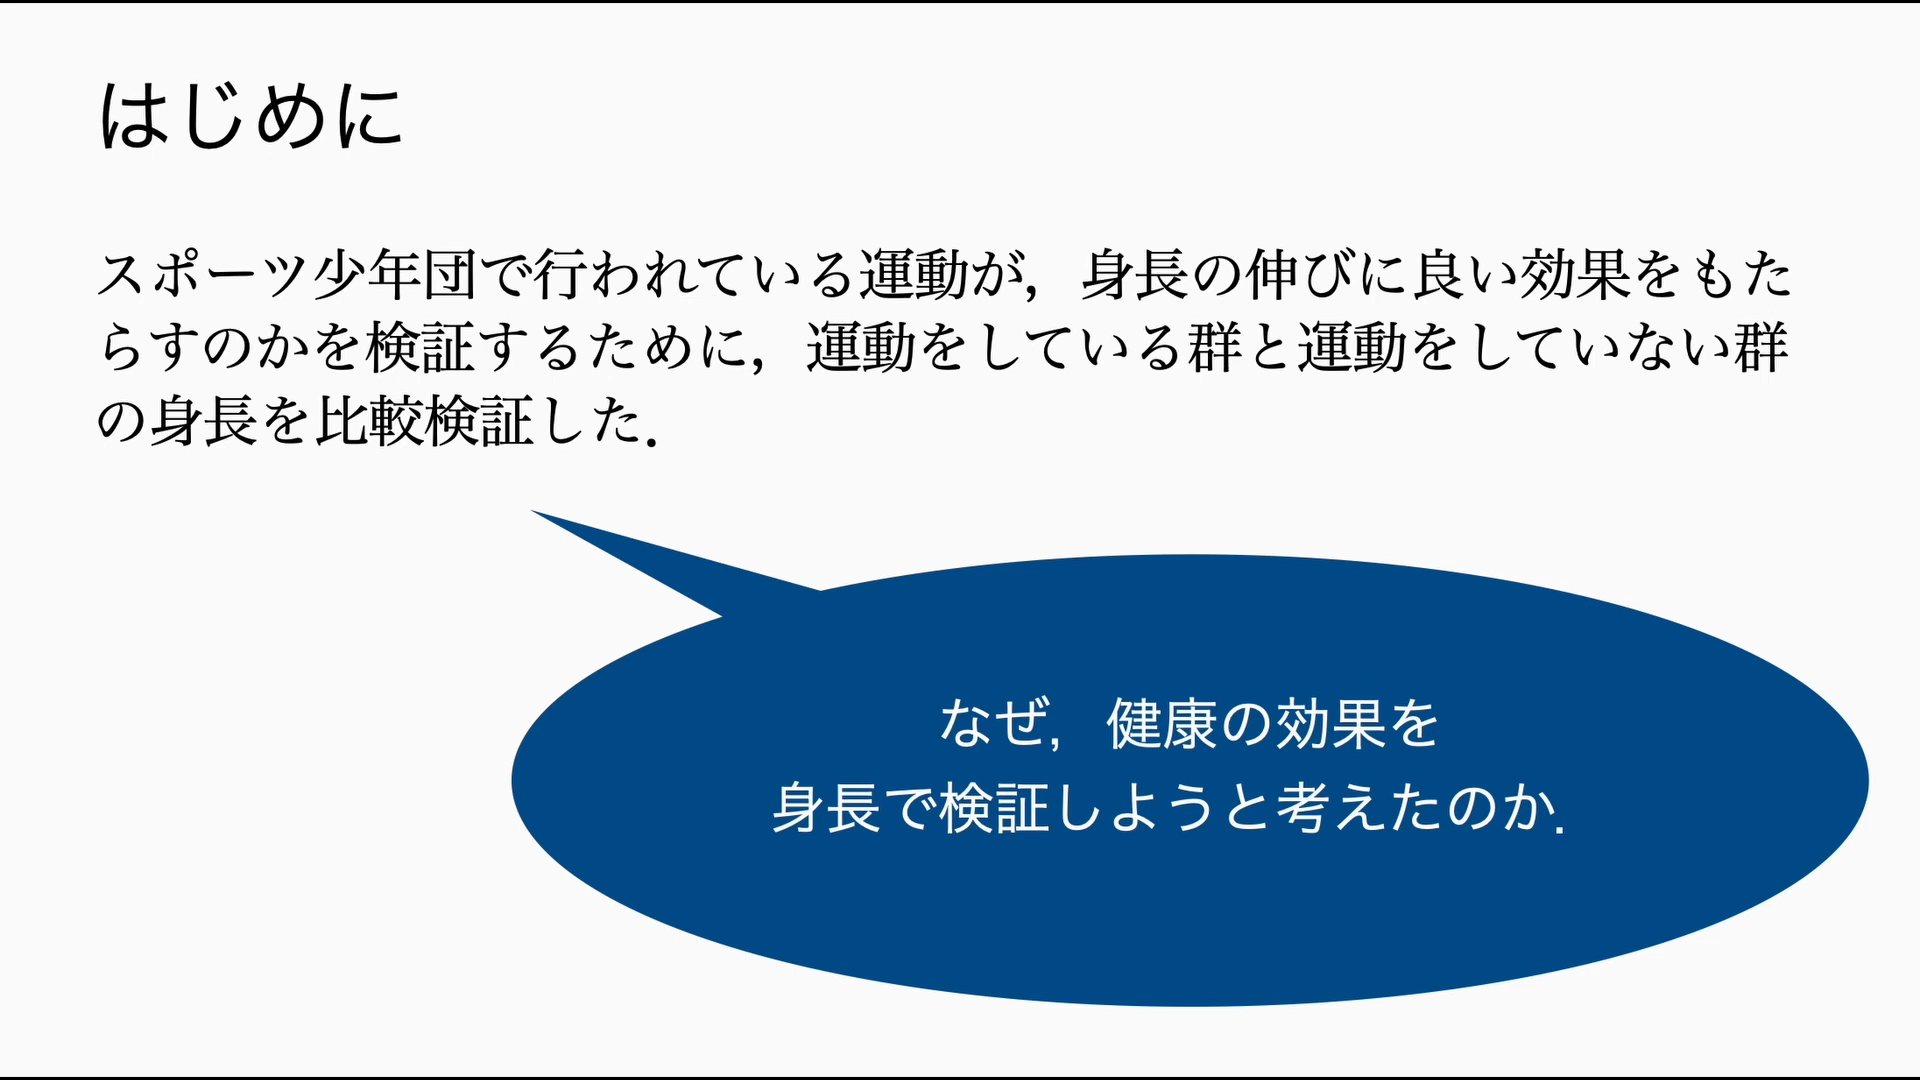 はじめに
スポーツ少年団で行われている運動が，身長の伸びに良い効果をもた
らすのかを検証するために，運動をしている群と運動をしていない群
の身長を比較検証した．
なぜ，健康の効果を
身長で検証しようと考えたのか．